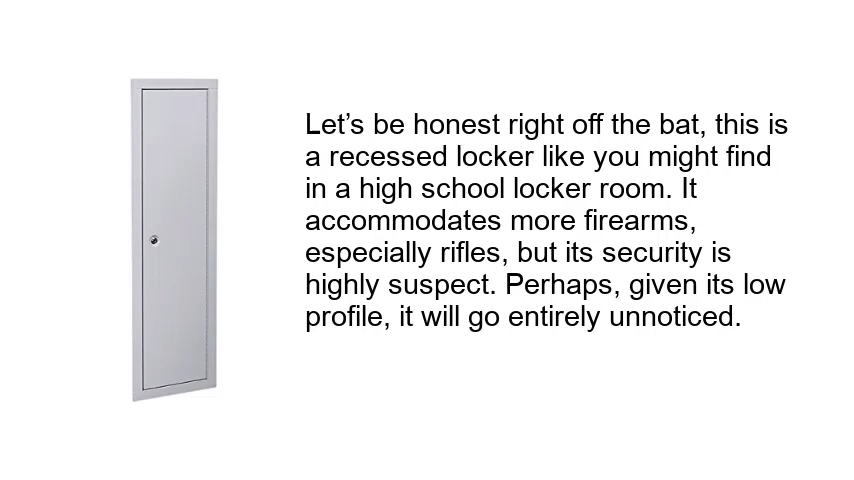 Let’s be honest right off the bat, this is
a recessed locker like you might find
in a high school locker room. It
accommodates more firearms,
especially rifles, but its security is
highly suspect. Perhaps, given its low
profile, it will go entirely unnoticed.